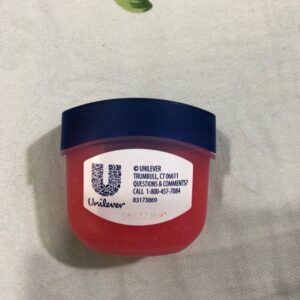 Unilever
© UNILEVER
TRUMBULL, CT 06611
QUESTIONS & COMMENTS?
CALL 1-800-457-7084
83173869